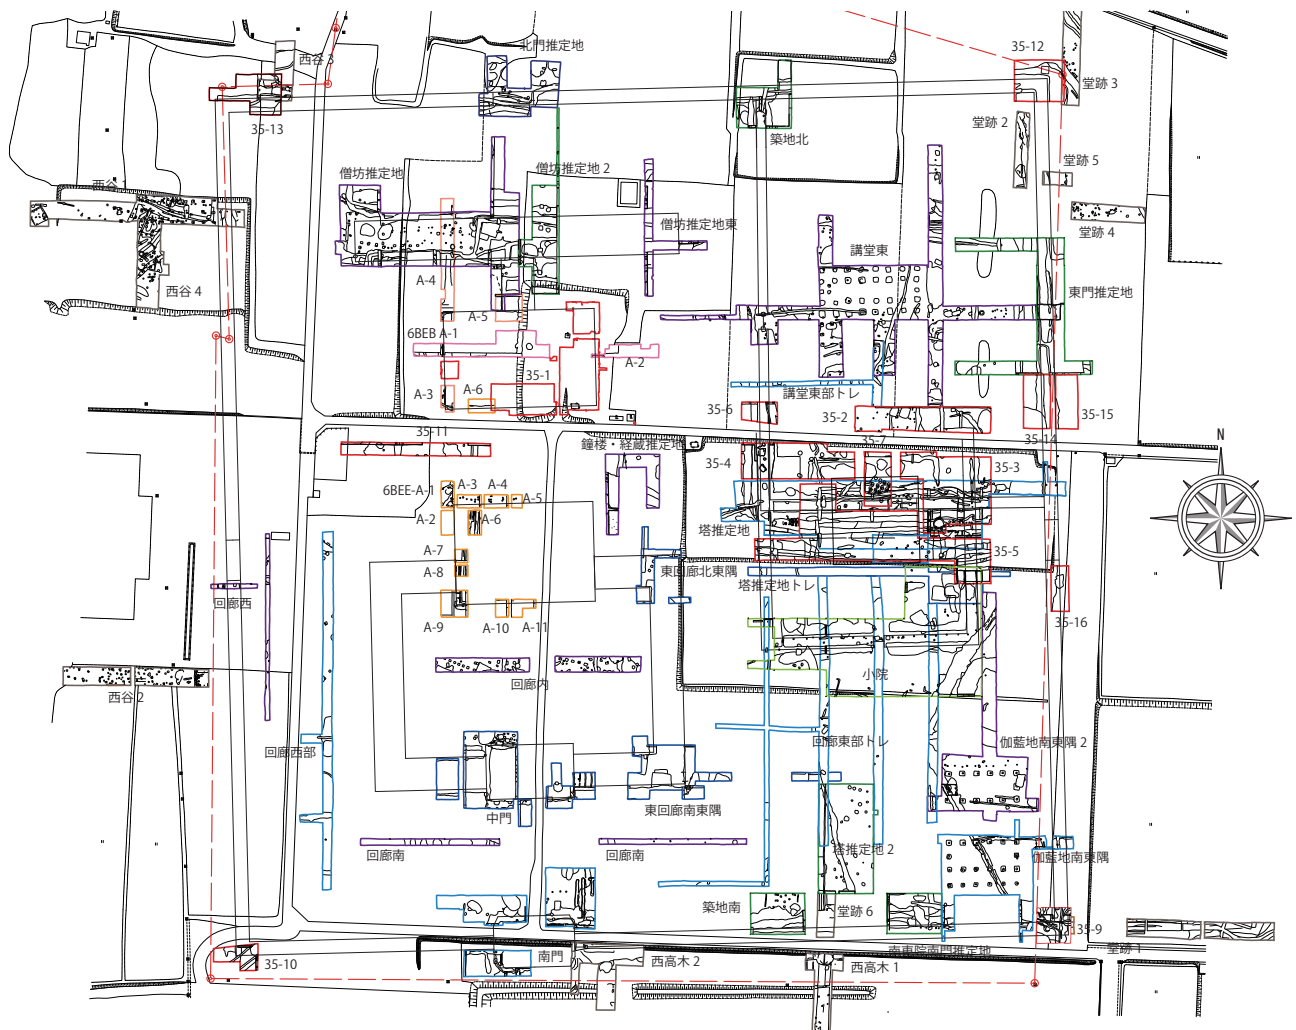 西谷 3
北門推定地
35-12
堂跡 3
35-13
築地北
堂跡 2
堂跡 5
西谷
僧坊推定地
僧坊推定地 2
僧坊推定地東
堂跡 4
講堂東
東門推定地
西谷 4
A-4
A-5
6BEB A-1
A-2
35-1
A-3
A-6
講堂東部トレ
35-6
35-2
35-15
35-11
35-7
35-14
鐘楼・経蔵推定地
35-4
35-3
N
6BEE-A-1
A-3
A-4
A-5
A-2
A-6
塔推定地
A-7
A-8
35-5
東回廊北東隅
塔推定地トレ
回廊西
A-9
A-10
A-11
35-16
小院
西谷 2
回廊内
回廊西部
回廊東部トレ
伽藍地南東隅 2
中門
東回廊南東隅
回廊南
回廊南
塔推定地 2
伽藍地南東隅
築地南
堂跡 6
35-9
堂跡 1
南東院南門推定地
35-10
南門
西高木 2
西高木 1